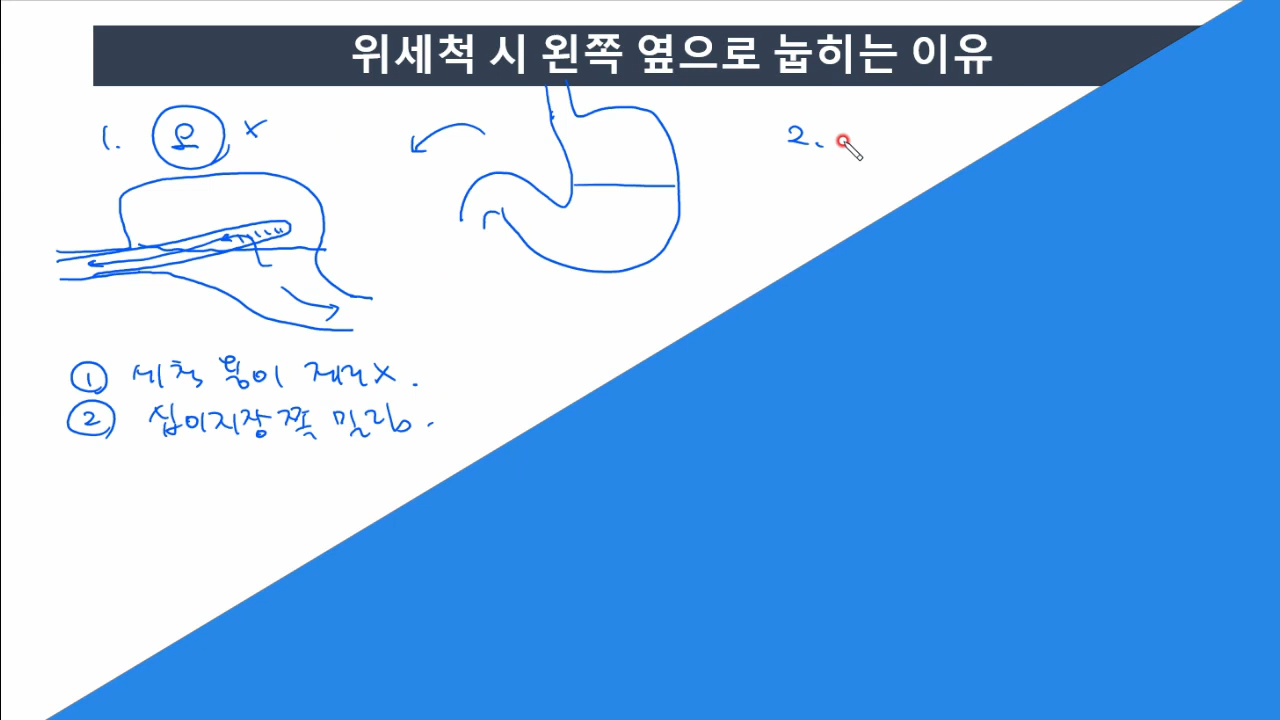 위세척 시 왼쪽 옆으로 눕히는 이유
1. 오 x
2.
① 세척 용이 제거 x.
② 십이지장 쪽 밀림.